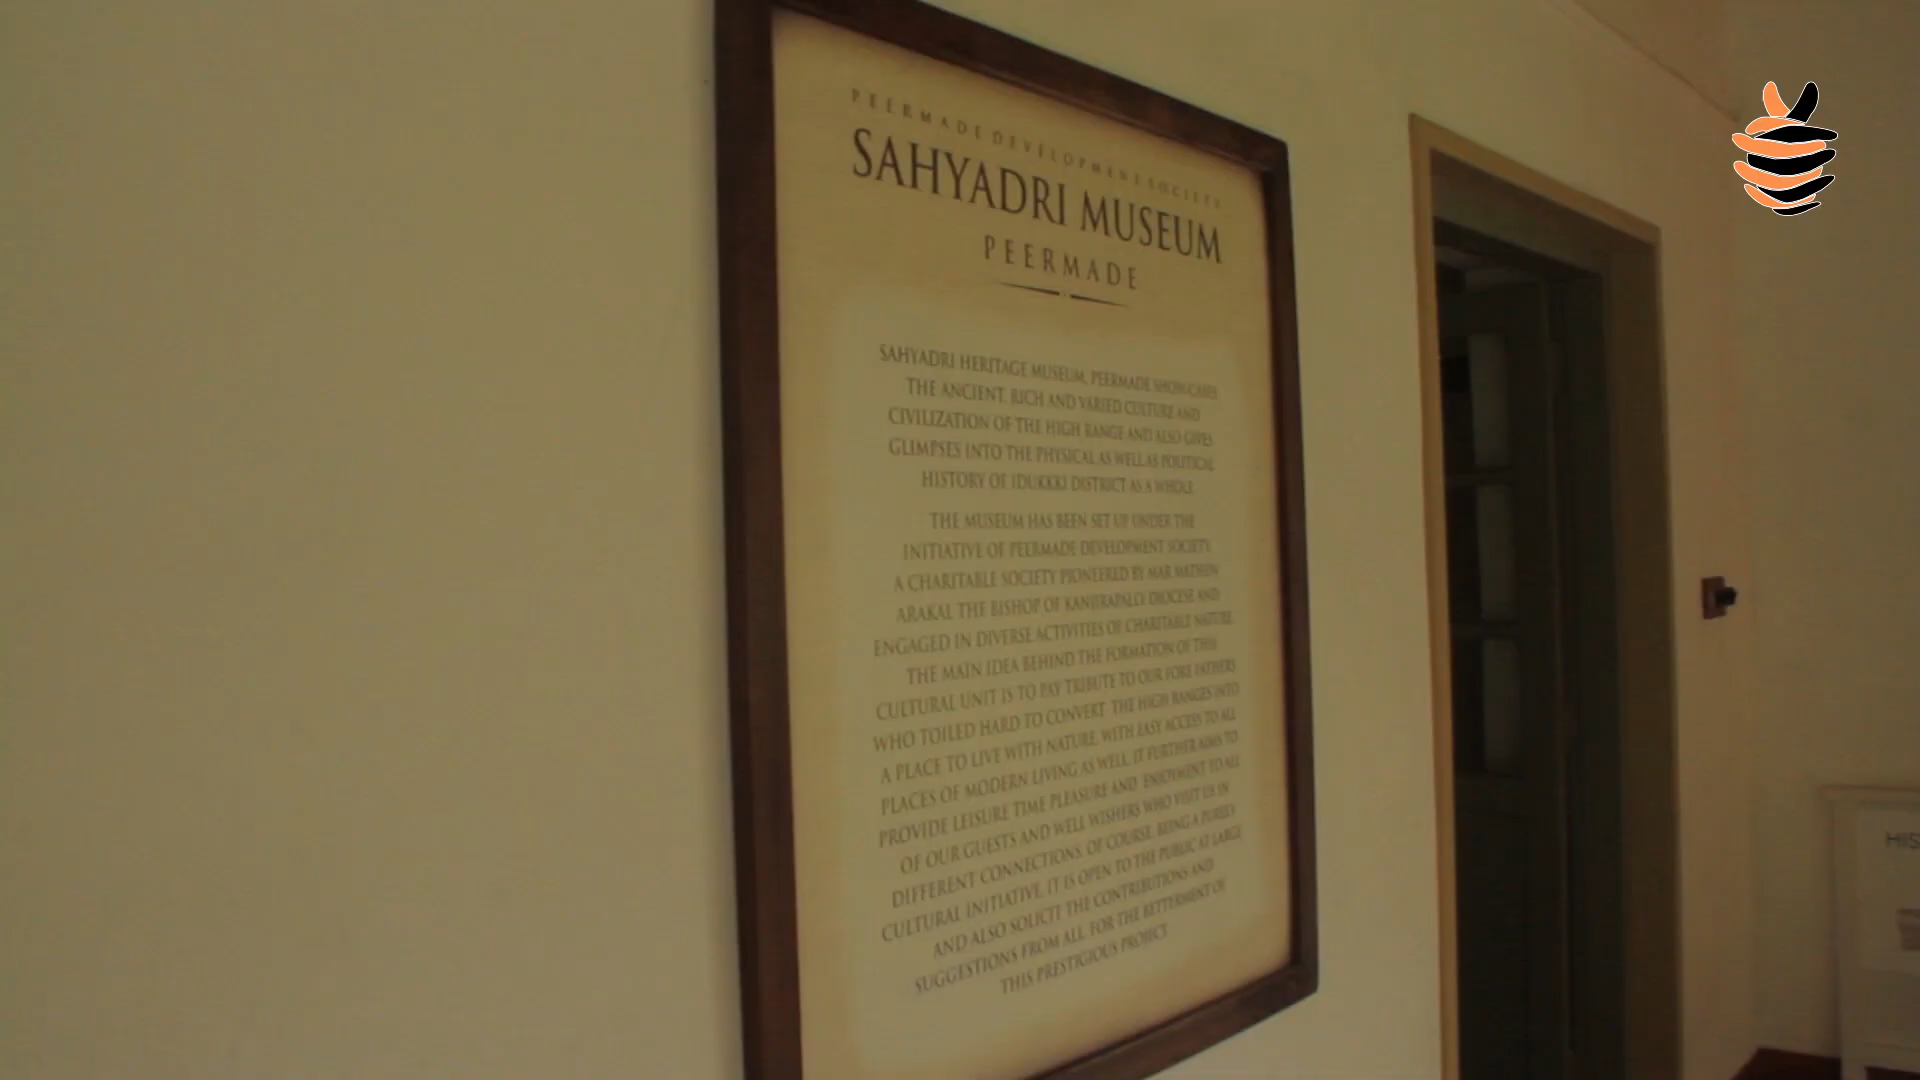 PEERMADE DEVELOPMENT SOCIETY
SAHYADRI MUSEUM
PEERMADE
SAHYADRI HERITAGE MUSEUM, PEERMADE SHOW-CASES
THE ANCIENT, RICH AND VARIED CULTURE AND
CIVILIZATION OF THE HIGH RANGE AND ALSO GIVES
GLIMPSES INTO THE PHYSICAL AS WELL AS POLITICAL
HISTORY OF IDUKKI DISTRICT AS A WHOLE.
THE MUSEUM HAS BEEN SET UP UNDER THE
INITIATIVE OF PEERMADE DEVELOPMENT SOCIETY,
A CHARITABLE SOCIETY PIONEERED BY MAR MATHEW
ARAKAL THE BISHOP OF KANJIRAPALLY DIOCESE AND
ENGAGED IN DIVERSE ACTIVITIES OF CHARITABLE NATURE.
THE MAIN IDEA BEHIND THE FORMATION OF THIS
CULTURAL UNIT IS TO PAY TRIBUTE TO OUR FORE FATHERS
WHO TOILED HARD TO CONVERT THE HIGH RANGES INTO
A PLACE TO LIVE WITH NATURE, WITH EASY ACCESS TO ALL
PLACES OF MODERN LIVING AS WELL. IT FURTHER AIMS TO
PROVIDE LEISURE TIME PLEASURE AND ENJOYMENT TO ALL
OF OUR GUESTS AND WELL WISHERS WHO VISIT US IN
DIFFERENT CONNECTIONS. OF COURSE, BEING A PURELY
CULTURAL INITIATIVE, IT IS OPEN TO THE PUBLIC AT LARGE
AND ALSO SOLICIT THE CONTRIBUTIONS AND
SUGGESTIONS FROM ALL FOR THE BETTERMENT OF
THIS PRESTIGIOUS PROJECT.
HIS